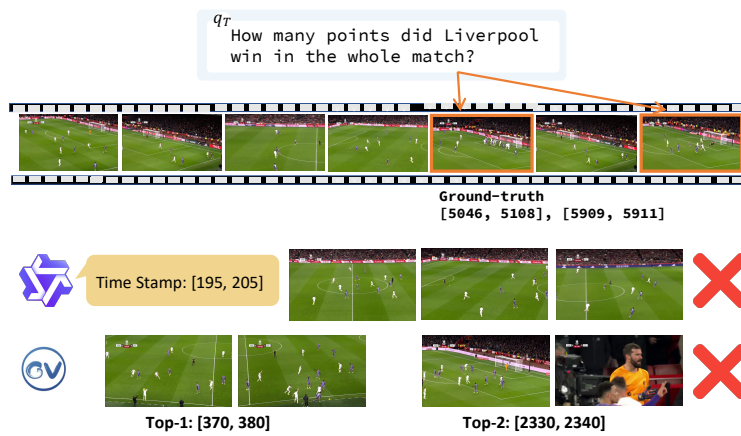 q_T
How many points did Liverpool
win in the whole match?
Ground-truth
[5046, 5108], [5909, 5911]
Time Stamp: [195, 205]
Top-1: [370, 380]
Top-2: [2330, 2340]